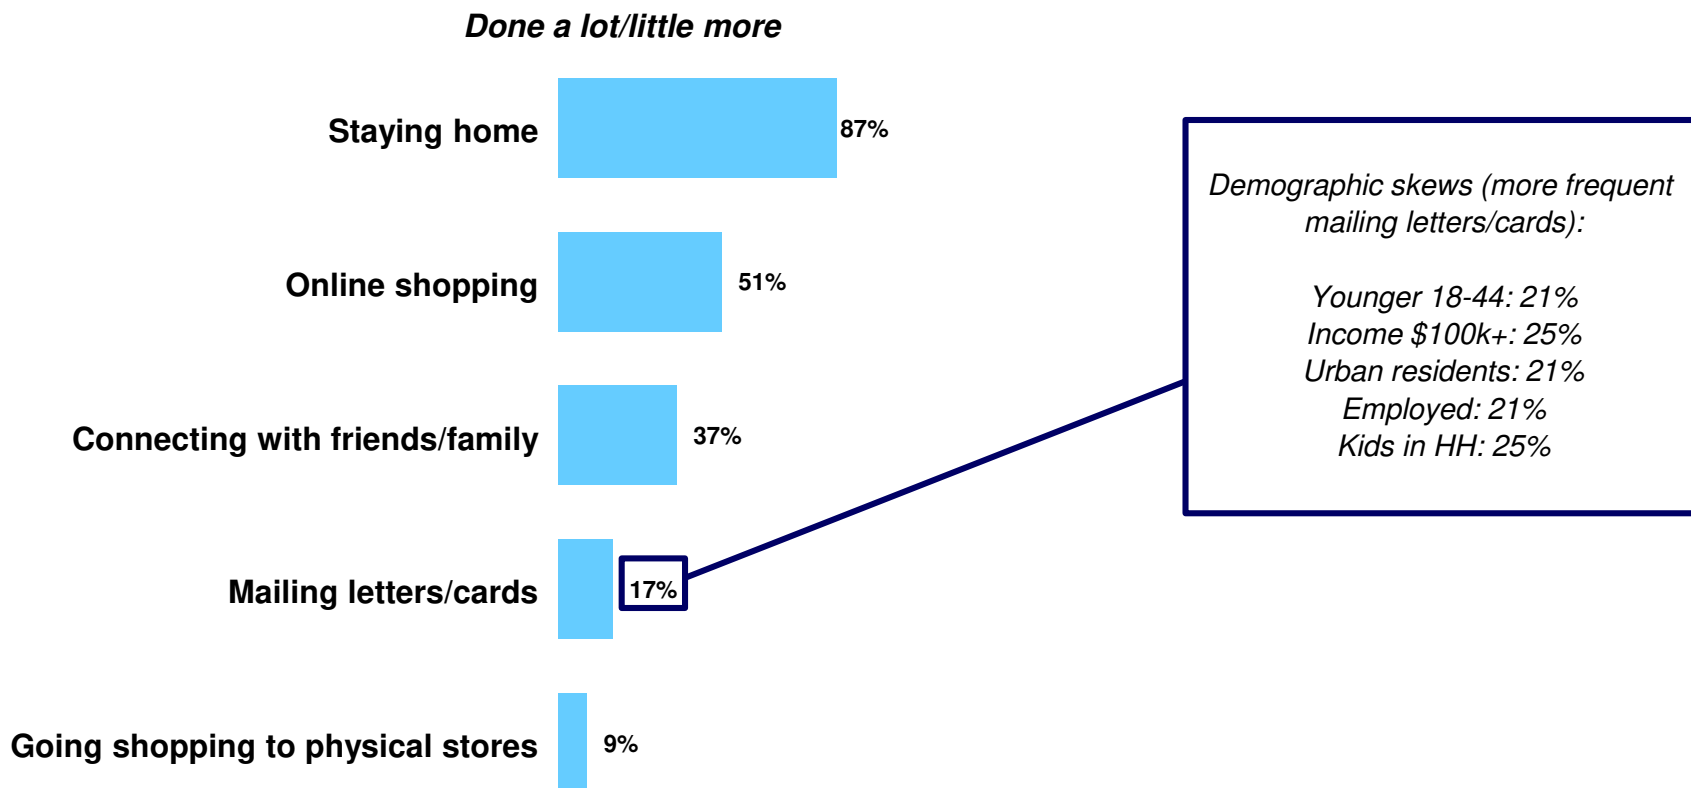 Done a lot/little more
Staying home
87%
Online shopping
51%
Connecting with friends/family
37%
Mailing letters/cards
17%
Going shopping to physical stores
9%
Demographic skews (more frequent
mailing letters/cards):
Younger 18-44: 21%
Income $100k+: 25%
Urban residents: 21%
Employed: 21%
Kids in HH: 25%